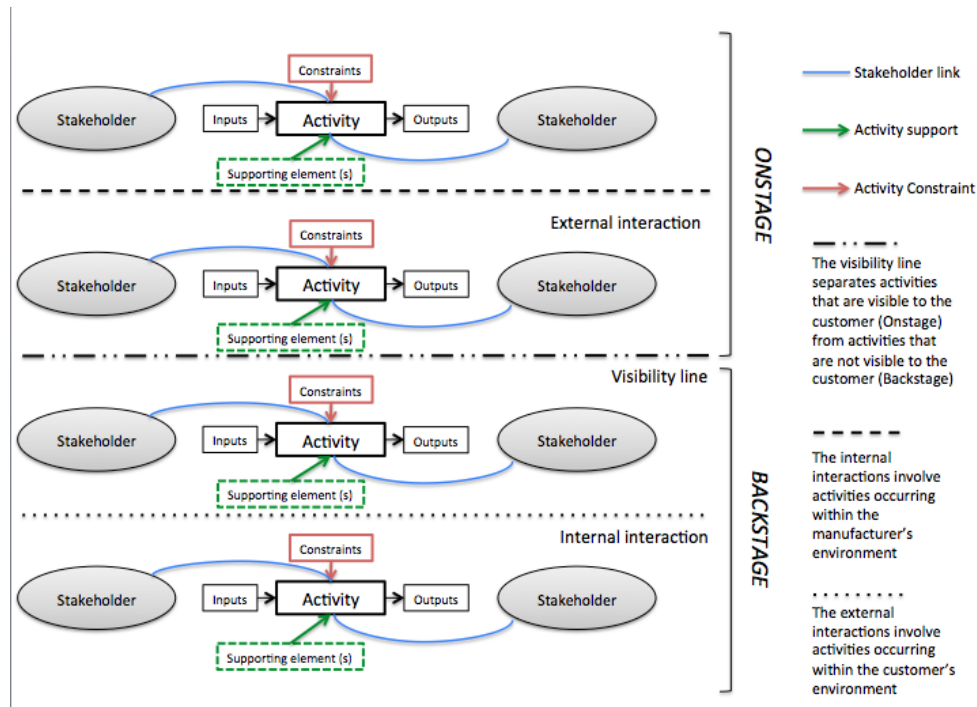 Constraints
Stakeholder
Inputs
Activity
Outputs
Stakeholder
Supporting element (s)
External interaction
Constraints
Stakeholder
Inputs
Activity
Outputs
Stakeholder
Supporting element (s)
ONSTAGE
Visibility line
Constraints
Stakeholder
Inputs
Activity
Outputs
Stakeholder
Supporting element (s)
Internal interaction
Constraints
Stakeholder
Inputs
Activity
Outputs
Stakeholder
Supporting element (s)
BACKSTAGE
Stakeholder link
Activity support
Activity Constraint
The visibility line
separates activities
that are visible to the
customer (Onstage)
from activities that
are not visible to the
customer (Backstage)
The internal
interactions involve
activities occurring
within the
manufacturer's
environment
The external
interactions involve
activities occurring
within the customer's
environment